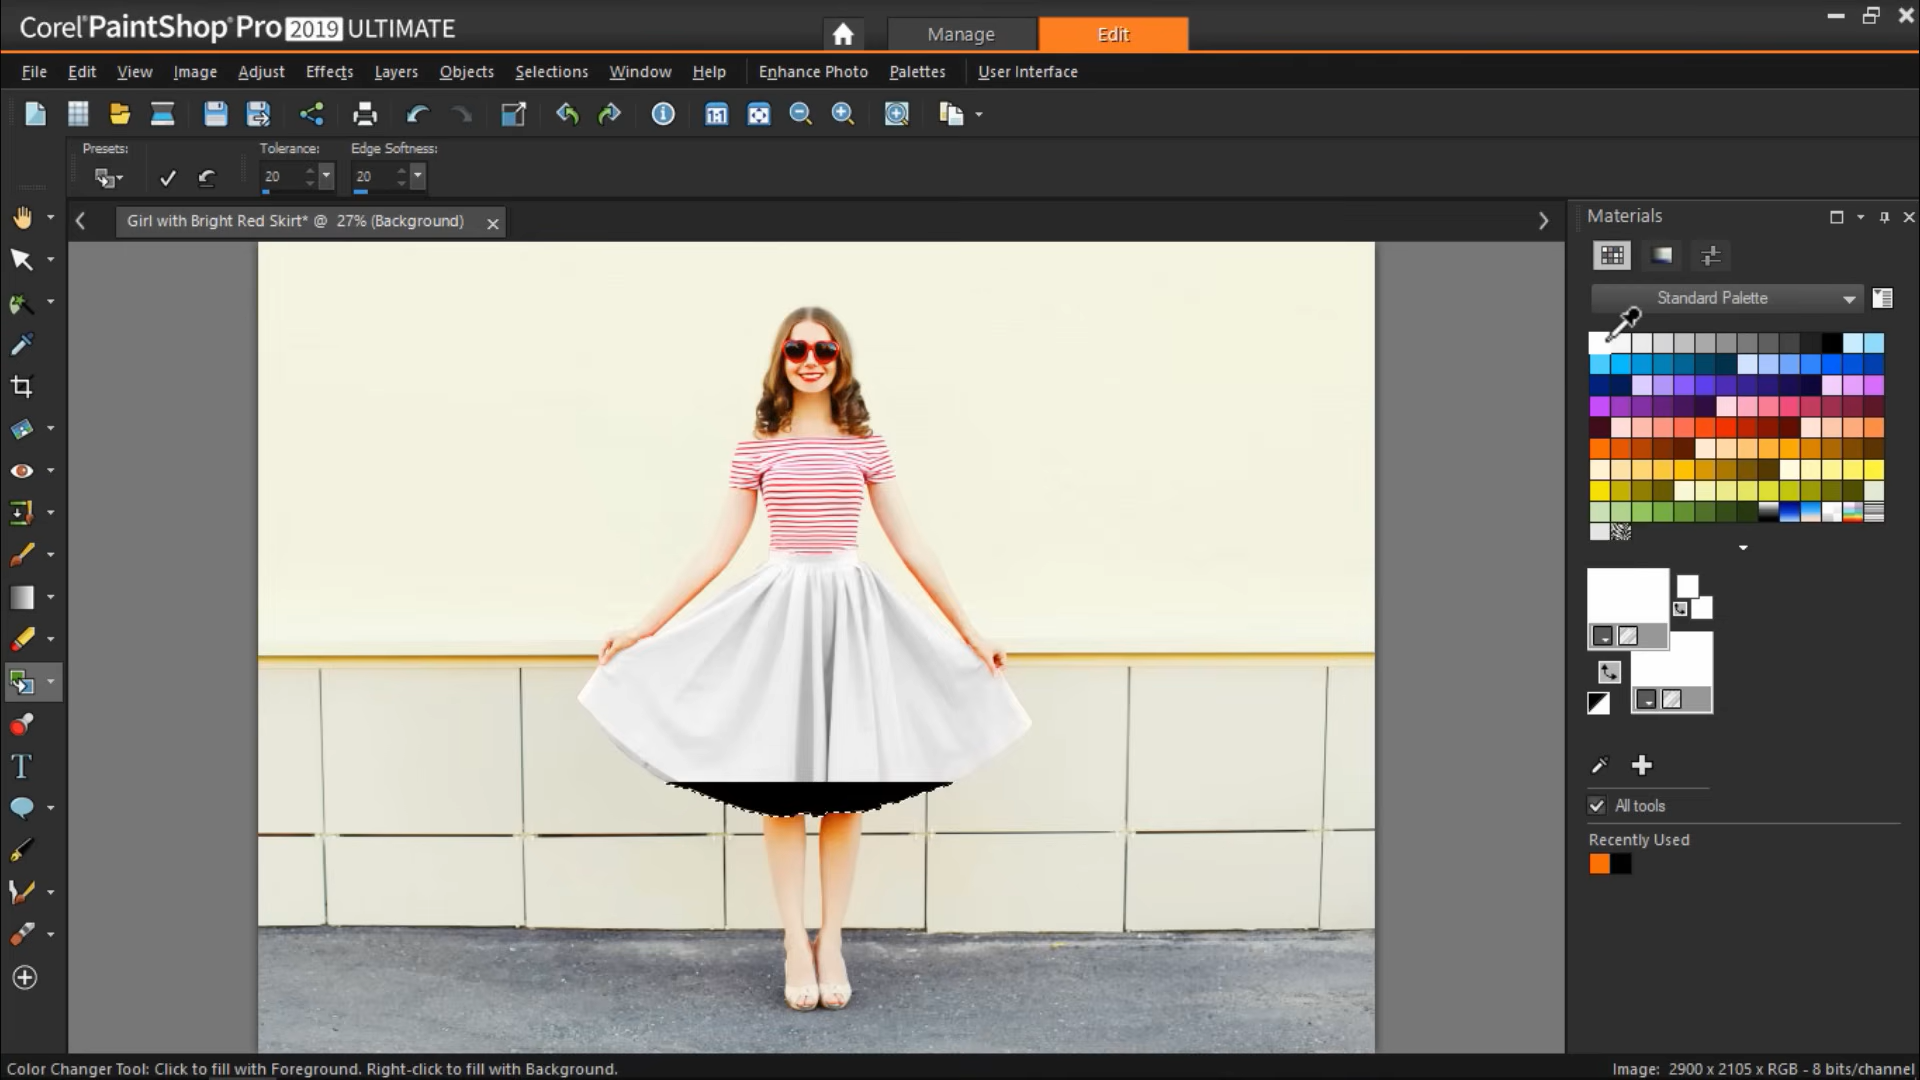 Corel® PaintShop® Pro 2019 ULTIMATE
Manage
Edit
File Edit View Image Adjust Effects Layers Objects Selections Window Help Enhance Photo Palettes User Interface
1:1
Presets:
Tolerance:
Edge Softness:
20
20
Girl with Bright Red Skirt* @ 27% (Background)
Materials
Standard Palette
T
All tools
Recently Used
Color Changer Tool: Click to fill with Foreground. Right-click to fill with Background.
Image: 2900 x 2105 x RGB - 8 bits/channel